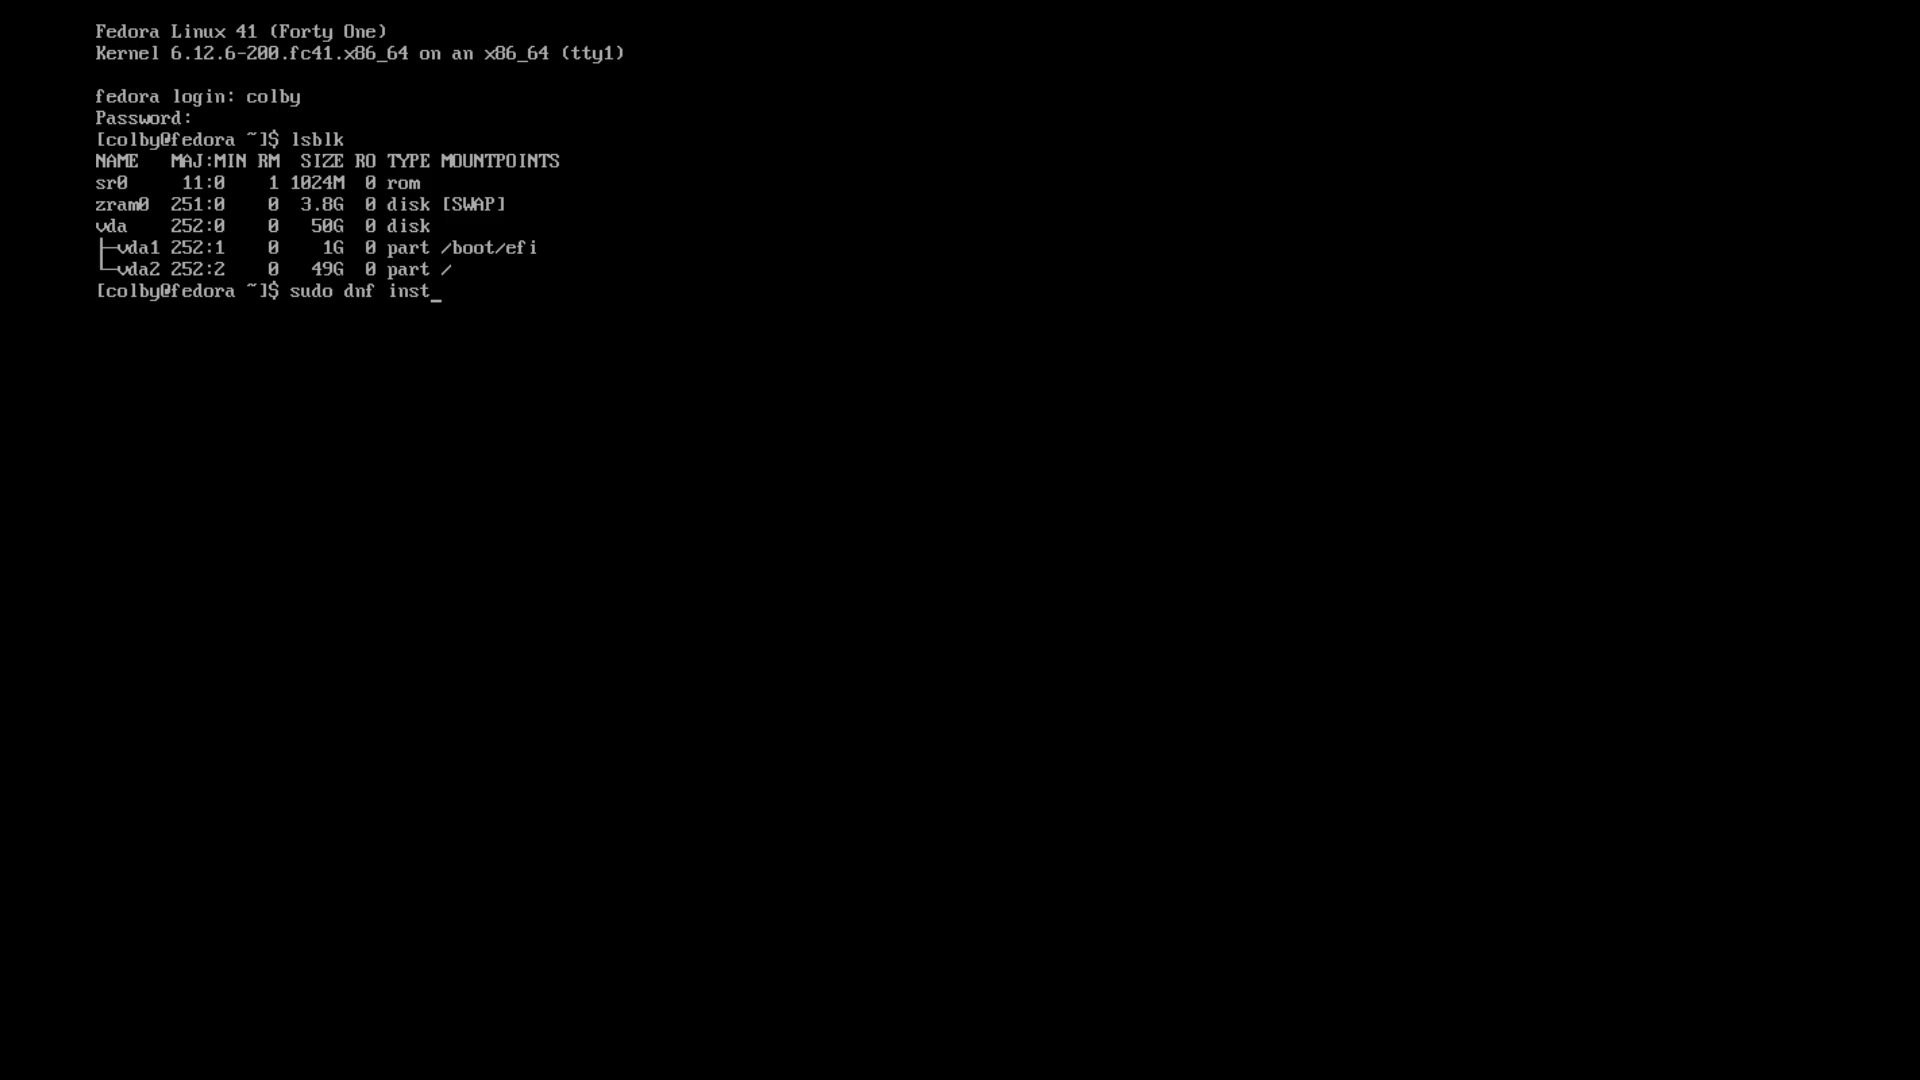 Fedora Linux 41 (Forty One)
Kernel 6.12.6-200.fc41.x86_64 on an x86_64 (tty1)

fedora login: colby
Password:
[colby@fedora ~]$ lsblk
NAME   MAJ:MIN RM  SIZE RO TYPE MOUNTPOINTS
sr0     11:0    1 1024M  0 rom
zram0  251:0    0  3.8G  0 disk [SWAP]
vda    252:0    0   50G  0 disk
├─vda1 252:1    0    1G  0 part /boot/efi
└─vda2 252:2    0   49G  0 part /
[colby@fedora ~]$ sudo dnf inst_